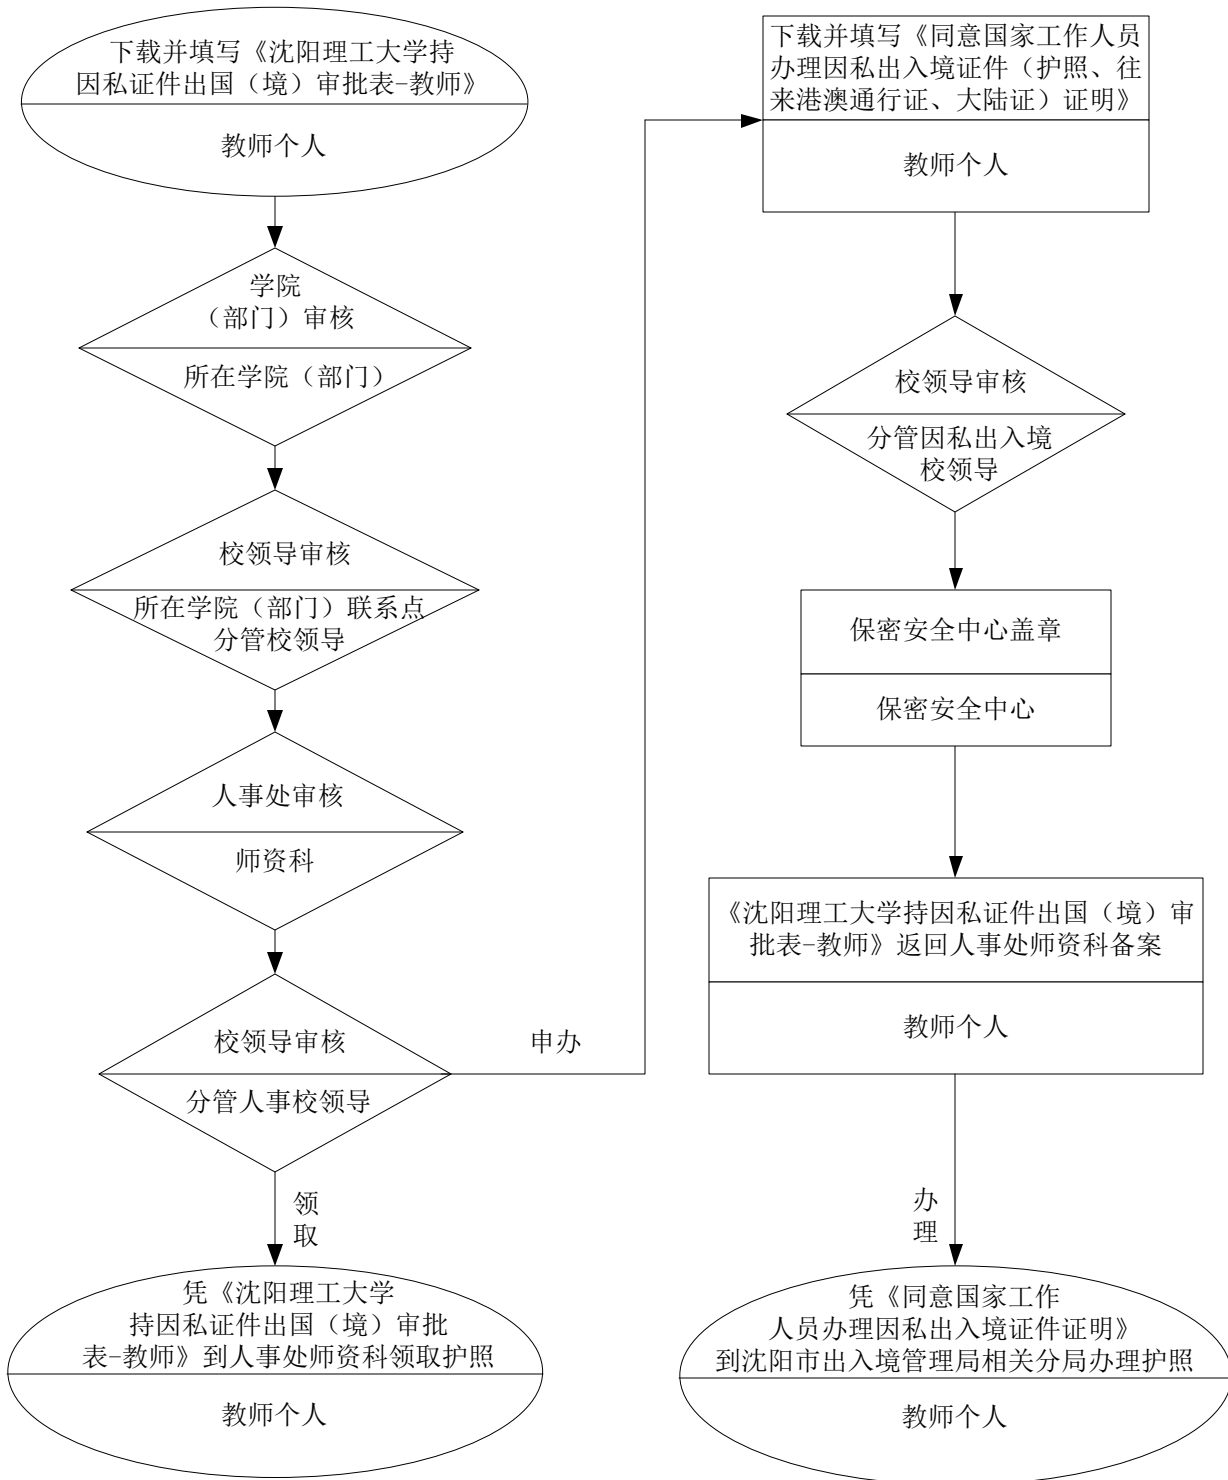 下载并填写《沈阳理工大学持
因私证件出国（境）审批表-教师》
教师个人
学院
（部门）审核
所在学院（部门）
校领导审核
所在学院（部门）联系点
分管校领导
人事处审核
师资科
校领导审核
分管人事校领导
申办
领
取
凭《沈阳理工大学
持因私证件出国（境）审批
表-教师》到人事处师资科领取护照
教师个人
下载并填写《同意国家工作人员
办理因私出入境证件（护照、往
来港澳通行证、大陆证）证明》
教师个人
校领导审核
分管因私出入境
校领导
保密安全中心盖章
保密安全中心
《沈阳理工大学持因私证件出国（境）审
批表-教师》返回人事处师资科备案
教师个人
办
理
凭《同意国家工作
人员办理因私出入境证件证明》
到沈阳市出入境管理局相关分局办理护照
教师个人